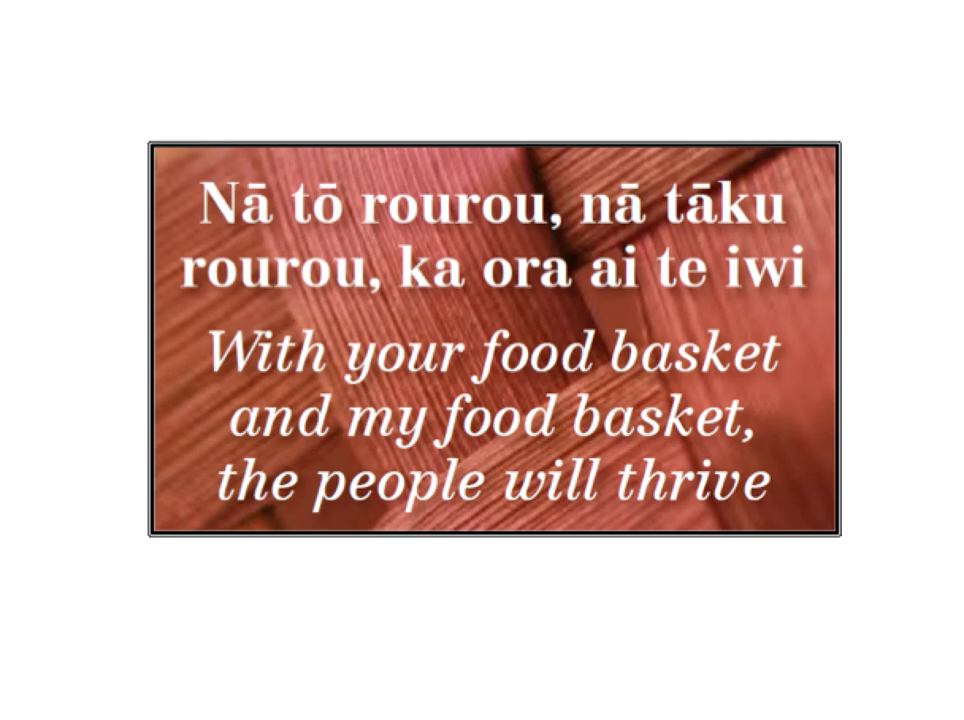 Nā tō rourou, nā tāku
rourou, ka ora ai te iwi
With your food basket
and my food basket,
the people will thrive